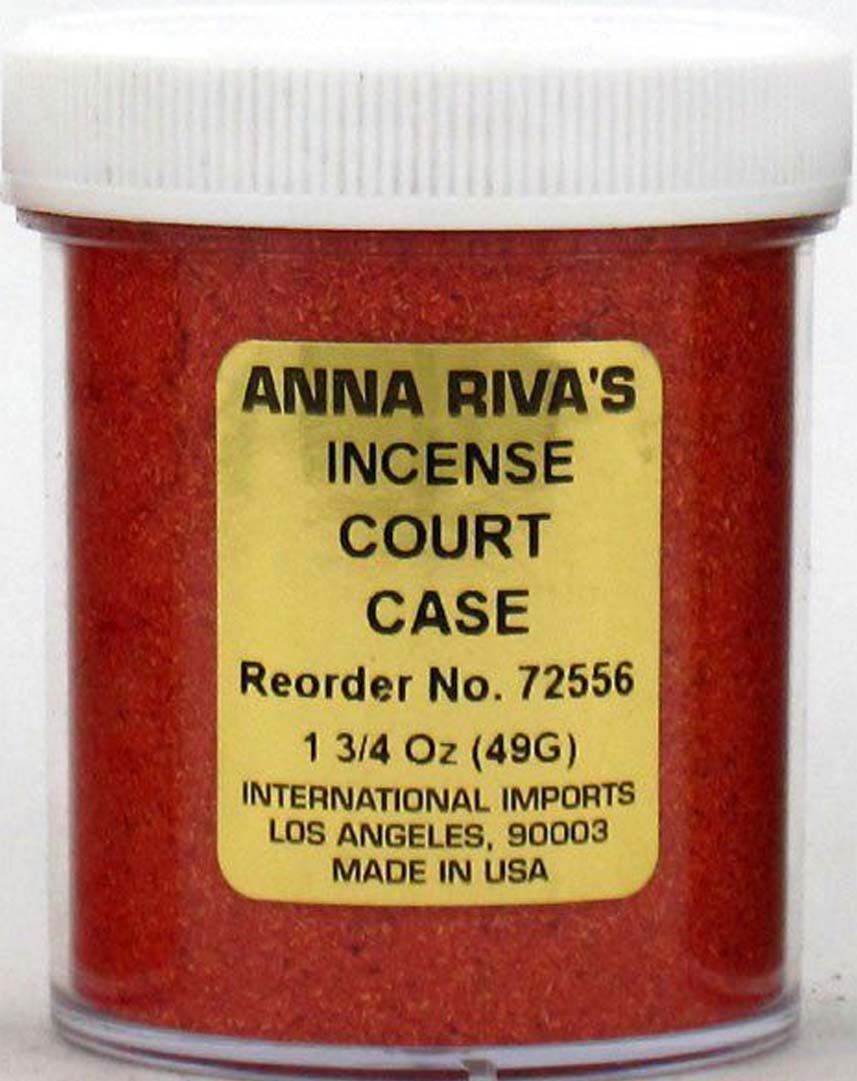 ANNA RIVA'S
INCENSE
COURT
CASE
Reorder No. 72556
1 3/4 Oz (49G)
INTERNATIONAL IMPORTS
LOS ANGELES, 90003
MADE IN USA